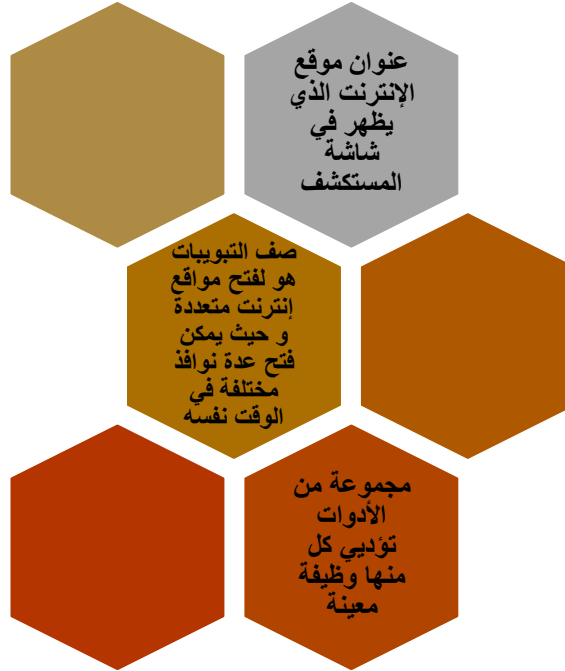 عنوان موقع
الإنترنت الذي
يظهر في
شاشة
المستكشف
صف التبويبات
هو لفتح مواقع
إنترنت متعددة
و حيث يمكن
فتح عدة نوافذ
مختلفة في
الوقت نفسه
مجموعة من
الأدوات
تؤديي كل
منها وظيفة
معينة